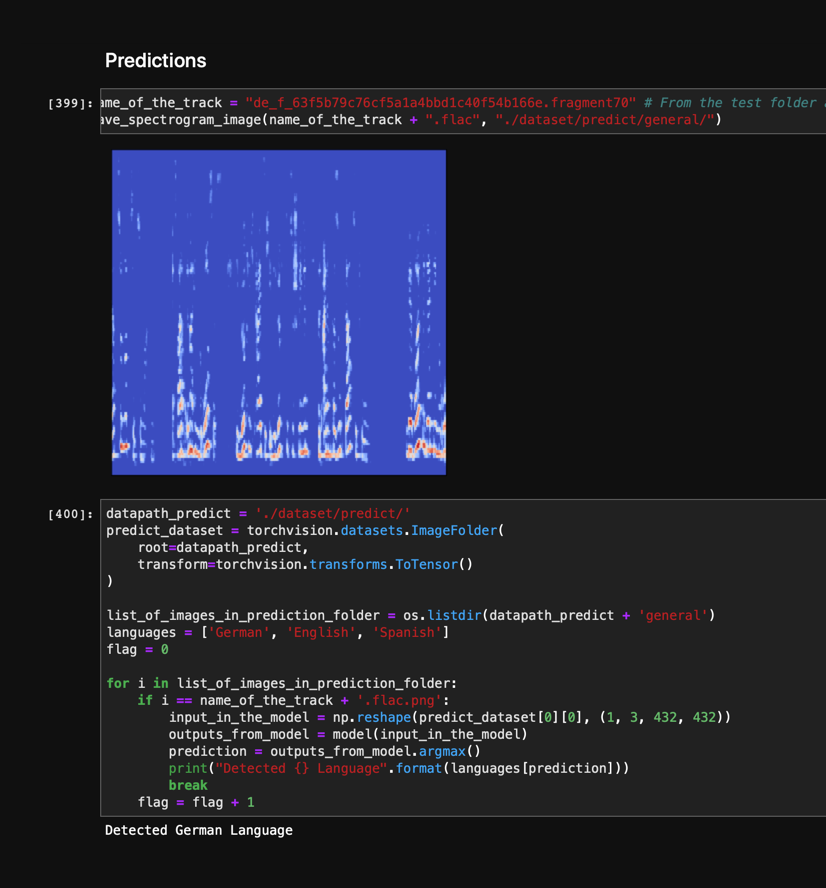 Predictions
[399]: ame_of_the_track = "de_f_63f5b79c76cf5a1a4bbd1c40f54b166e.fragment70" # From the test folder
ave_spectrogram_image(name_of_the_track + ".flac", "./dataset/predict/general/")
[400]: datapath_predict = './dataset/predict/'
predict_dataset = torchvision.datasets.ImageFolder(
    root=datapath_predict,
    transform=torchvision.transforms.ToTensor()
)
list_of_images_in_prediction_folder = os.listdir(datapath_predict + 'general')
languages = ['German', 'English', 'Spanish']
flag = 0
for i in list_of_images_in_prediction_folder:
    if i == name_of_the_track + '.flac.png':
        input_in_the_model = np.reshape(predict_dataset[0][0], (1, 3, 432, 432))
        outputs_from_model = model(input_in_the_model)
        prediction = outputs_from_model.argmax()
        print("Detected {} Language".format(languages[prediction]))
        break
    flag = flag + 1
Detected German Language